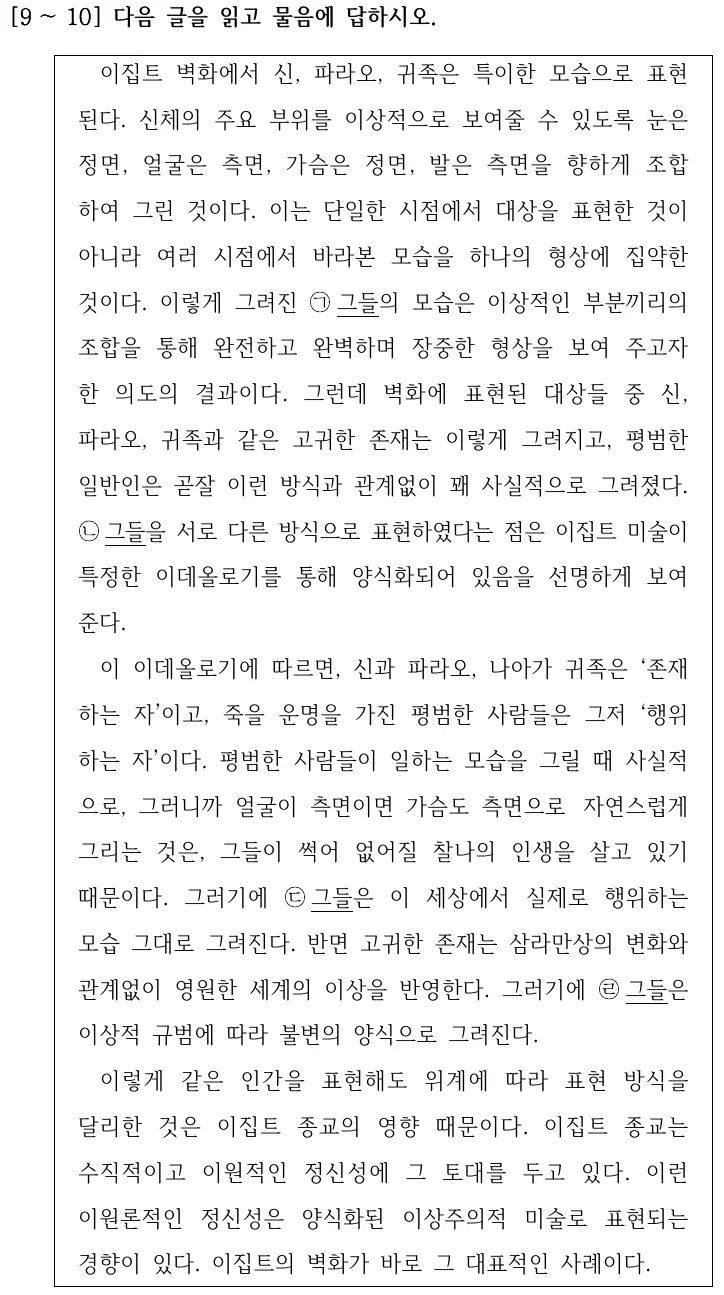 [9 ~ 10] 다음 글을 읽고 물음에 답하시오.
이집트 벽화에서 신, 파라오, 귀족은 특이한 모습으로 표현
된다. 신체의 주요 부위를 이상적으로 보여줄 수 있도록 눈은
정면, 얼굴은 측면, 가슴은 정면, 발은 측면을 향하게 조합
하여 그린 것이다. 이는 단일한 시점에서 대상을 표현한 것이
아니라 여러 시점에서 바라본 모습을 하나의 형상에 집약한
것이다. 이렇게 그려진 ㉠ 그들의 모습은 이상적인 부분끼리의
조합을 통해 완전하고 완벽하며 장중한 형상을 보여 주고자
한 의도의 결과이다. 그런데 벽화에 표현된 대상들 중 신,
파라오, 귀족과 같은 고귀한 존재는 이렇게 그려지고, 평범한
일반인은 곧잘 이런 방식과 관계없이 꽤 사실적으로 그려졌다.
㉡ 그들을 서로 다른 방식으로 표현하였다는 점은 이집트 미술이
특정한 이데올로기를 통해 양식화되어 있음을 선명하게 보여
준다.
이 이데올로기에 따르면, 신과 파라오, 나아가 귀족은 ‘존재
하는 자’이고, 죽을 운명을 가진 평범한 사람들은 그저 ‘행위
하는 자’이다. 평범한 사람들이 일하는 모습을 그릴 때 사실적
으로, 그러니까 얼굴이 측면이면 가슴도 측면으로 자연스럽게
그리는 것은, 그들이 썩어 없어질 찰나의 인생을 살고 있기
때문이다. 그러기에 ㉢ 그들은 이 세상에서 실제로 행위하는
모습 그대로 그려진다. 반면 고귀한 존재는 삼라만상의 변화와
관계없이 영원한 세계의 이상을 반영한다. 그러기에 ㉣ 그들은
이상적 규범에 따라 불변의 양식으로 그려진다.
이렇게 같은 인간을 표현해도 위계에 따라 표현 방식을
달리한 것은 이집트 종교의 영향 때문이다. 이집트 종교는
수직적이고 이원적인 정신성에 그 토대를 두고 있다. 이런
이원론적인 정신성은 양식화된 이상주의적 미술로 표현되는
경향이 있다. 이집트의 벽화가 바로 그 대표적인 사례이다.